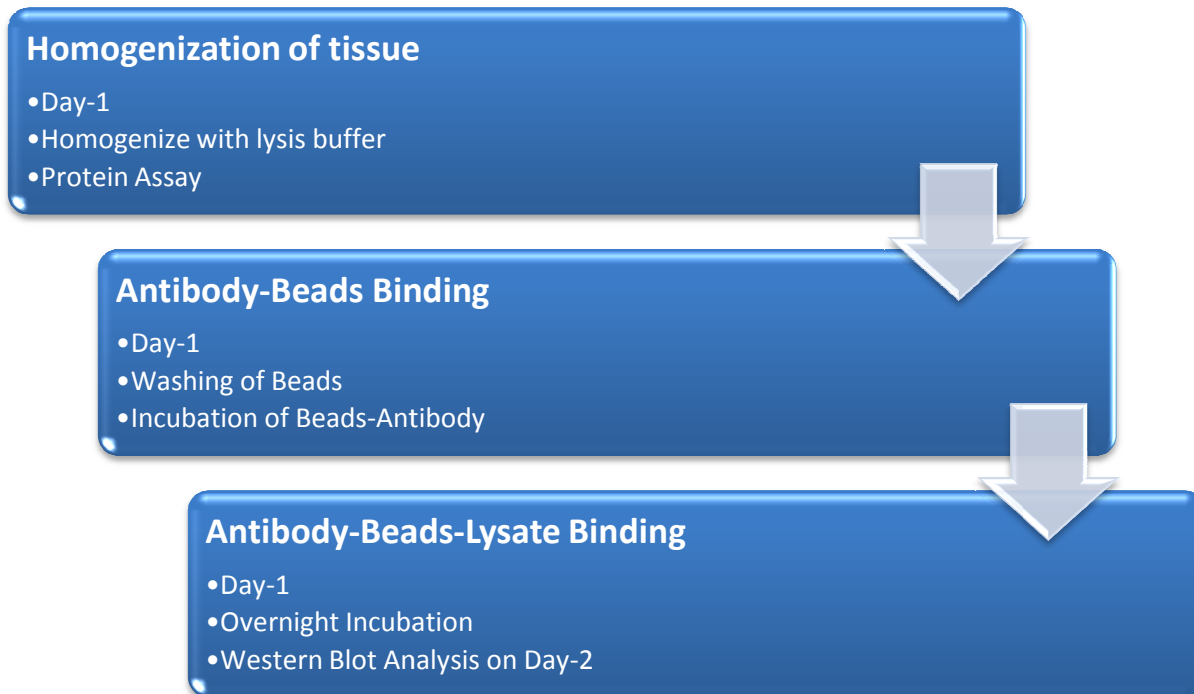 Homogenization of tissue
•Day-1
•Homogenize with lysis buffer
•Protein Assay
Antibody-Beads Binding
•Day-1
•Washing of Beads
•Incubation of Beads-Antibody
Antibody-Beads-Lysate Binding
•Day-1
•Overnight Incubation
•Western Blot Analysis on Day-2